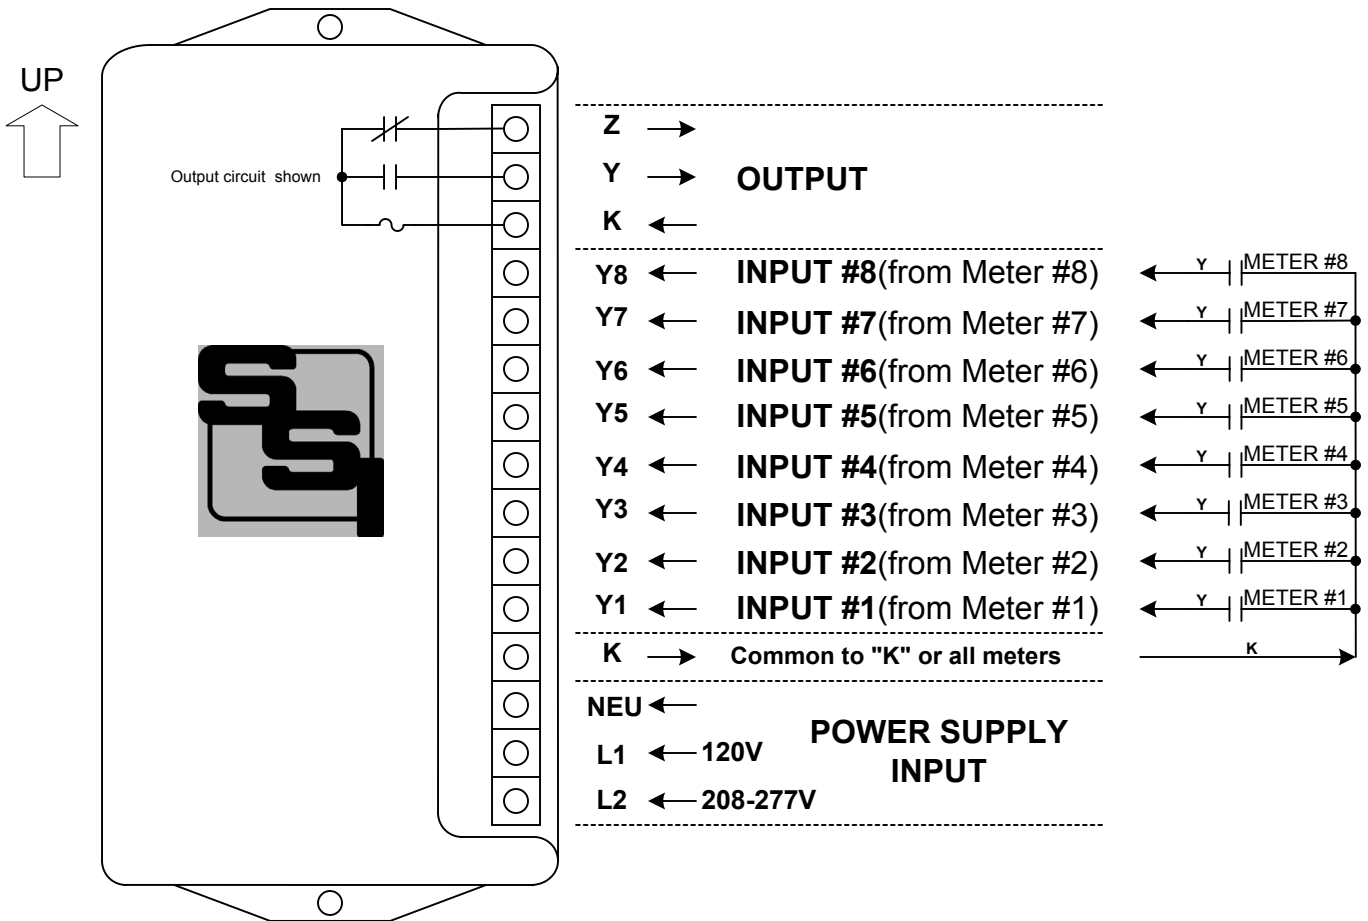 UP
Output circuit shown
Z
Y
OUTPUT
K
Y8 INPUT #8(from Meter #8) Y METER #8
Y7 INPUT #7(from Meter #7) Y METER #7
Y6 INPUT #6(from Meter #6) Y METER #6
Y5 INPUT #5(from Meter #5) Y METER #5
Y4 INPUT #4(from Meter #4) Y METER #4
Y3 INPUT #3(from Meter #3) Y METER #3
Y2 INPUT #2(from Meter #2) Y METER #2
Y1 INPUT #1(from Meter #1) Y METER #1
K Common to "K" or all meters K
NEU
POWER SUPPLY
INPUT
L1 120V
L2 208-277V
SSI